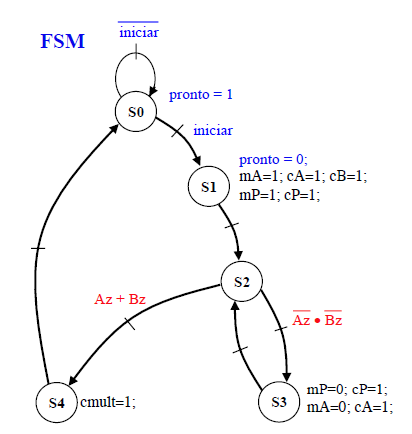 iniciar
FSM
pronto = 1
S0
iniciar
pronto = 0;
mA=1; cA=1; cB=1;
S1
mP=1; cP=1;
S2
Az + Bz
Az • Bz
mP=0; cP=1;
S4 cmult=1;
S3
mA=0; cA=1;